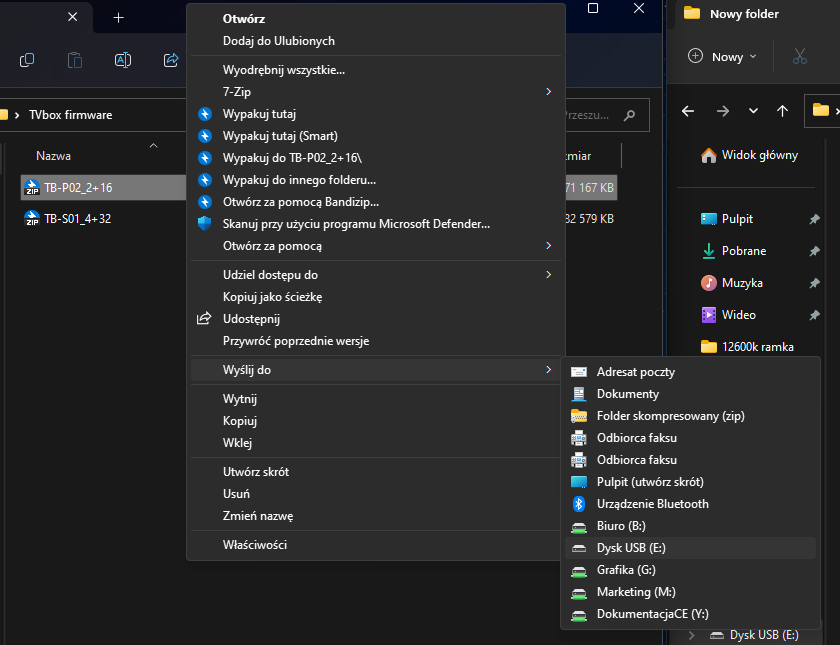 TVbox firmware
Przeszu...
Nazwa
TB-P02_2+16
71 167 KB
TB-S01_4+32
82 579 KB
Otwórz
Dodaj do Ulubionych
Wyodrębnij wszystkie...
7-Zip
Wypakuj tutaj
Wypakuj tutaj (Smart)
Wypakuj do TB-P02_2+16\
Wypakuj do innego folderu...
Otwórz za pomocą Bandizip...
Skanuj przy użyciu programu Microsoft Defender...
Otwórz za pomocą
Udziel dostępu do
Kopiuj jako ścieżkę
Udostępnij
Przywróć poprzednie wersje
Wyślij do
Wytnij
Kopiuj
Wklej
Utwórz skrót
Usuń
Zmień nazwę
Właściwości
Adresat poczty
Dokumenty
Folder skompresowany (zip)
Odbiorca faksu
Odbiorca faksu
Pulpit (utwórz skrót)
Urządzenie Bluetooth
Biuro (B:)
Dysk USB (E:)
Grafika (G:)
Marketing (M:)
DokumentacjaCE (Y:)
Nowy folder
Nowy
Widok główny
Pulpit
Pobrane
Muzyka
Wideo
12600k ramka
Dysk USB (E:)